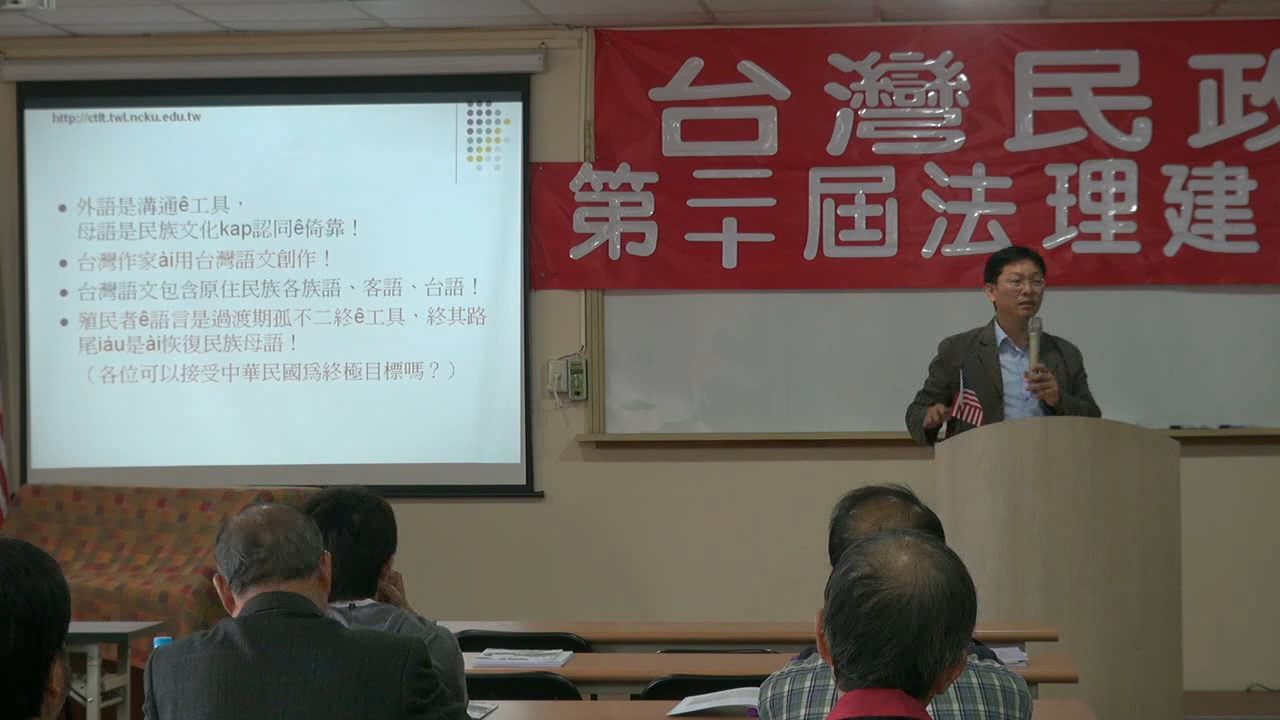 http://ctlt.twl.ncku.edu.tw
外語是溝通ê工具，
母語是民族文化kap認同ê倚靠！
台灣作家ài用台灣語文創作！
台灣語文包含原住民族各族語、客語、台語！
殖民者ê語言是過渡期孤不二終ê工具、終其路
尾iáu是ài恢復民族母語！
（各位可以接受中華民國為終極目標嗎？）
台灣民政
第二十屆法理建